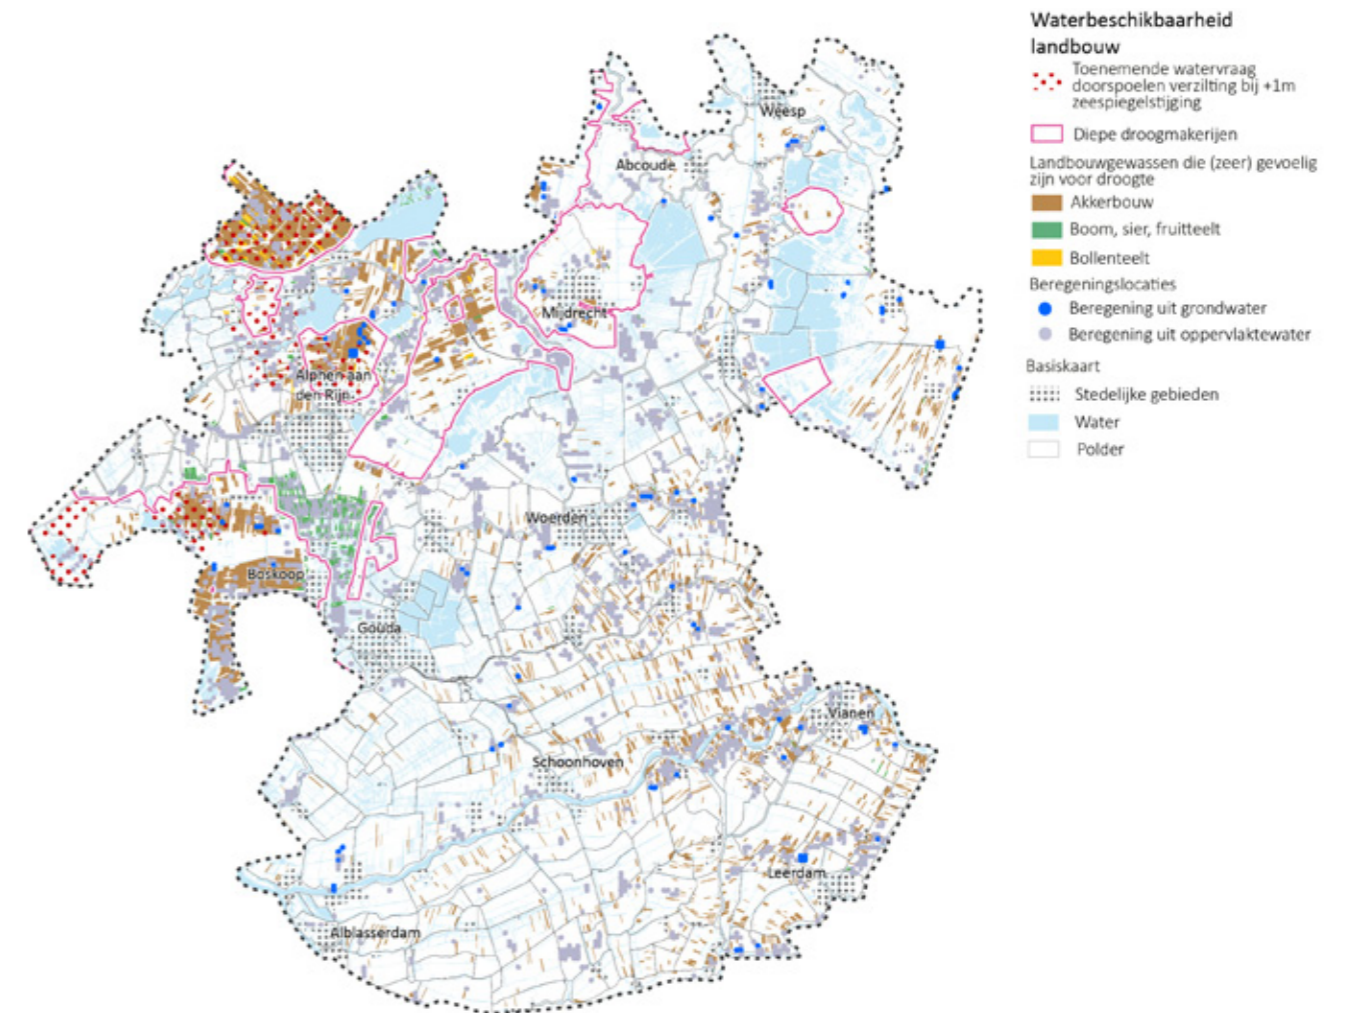 Waterbeschikbaarheid
landbouw
Toenemende watervraag
doorspoelen verzilting bij +1m
zeespiegelstijging
Diepe droogmakerijen
Landbouwgewassen die (zeer) gevoelig
zijn voor droogte
Akkerbouw
Boom, sier, fruitteelt
Bollenteelt
Beregeningslocaties
Beregening uit grondwater
Beregening uit oppervlaktewater
Basiskaart
Stedelijke gebieden
Water
Polder
Weesp
Abcoude
Mijdrecht
Alphen aan
den Rijn
Woerden
Boskoop
Gouda
Vianen
Schoonhoven
Leerdam
Alblasserdam